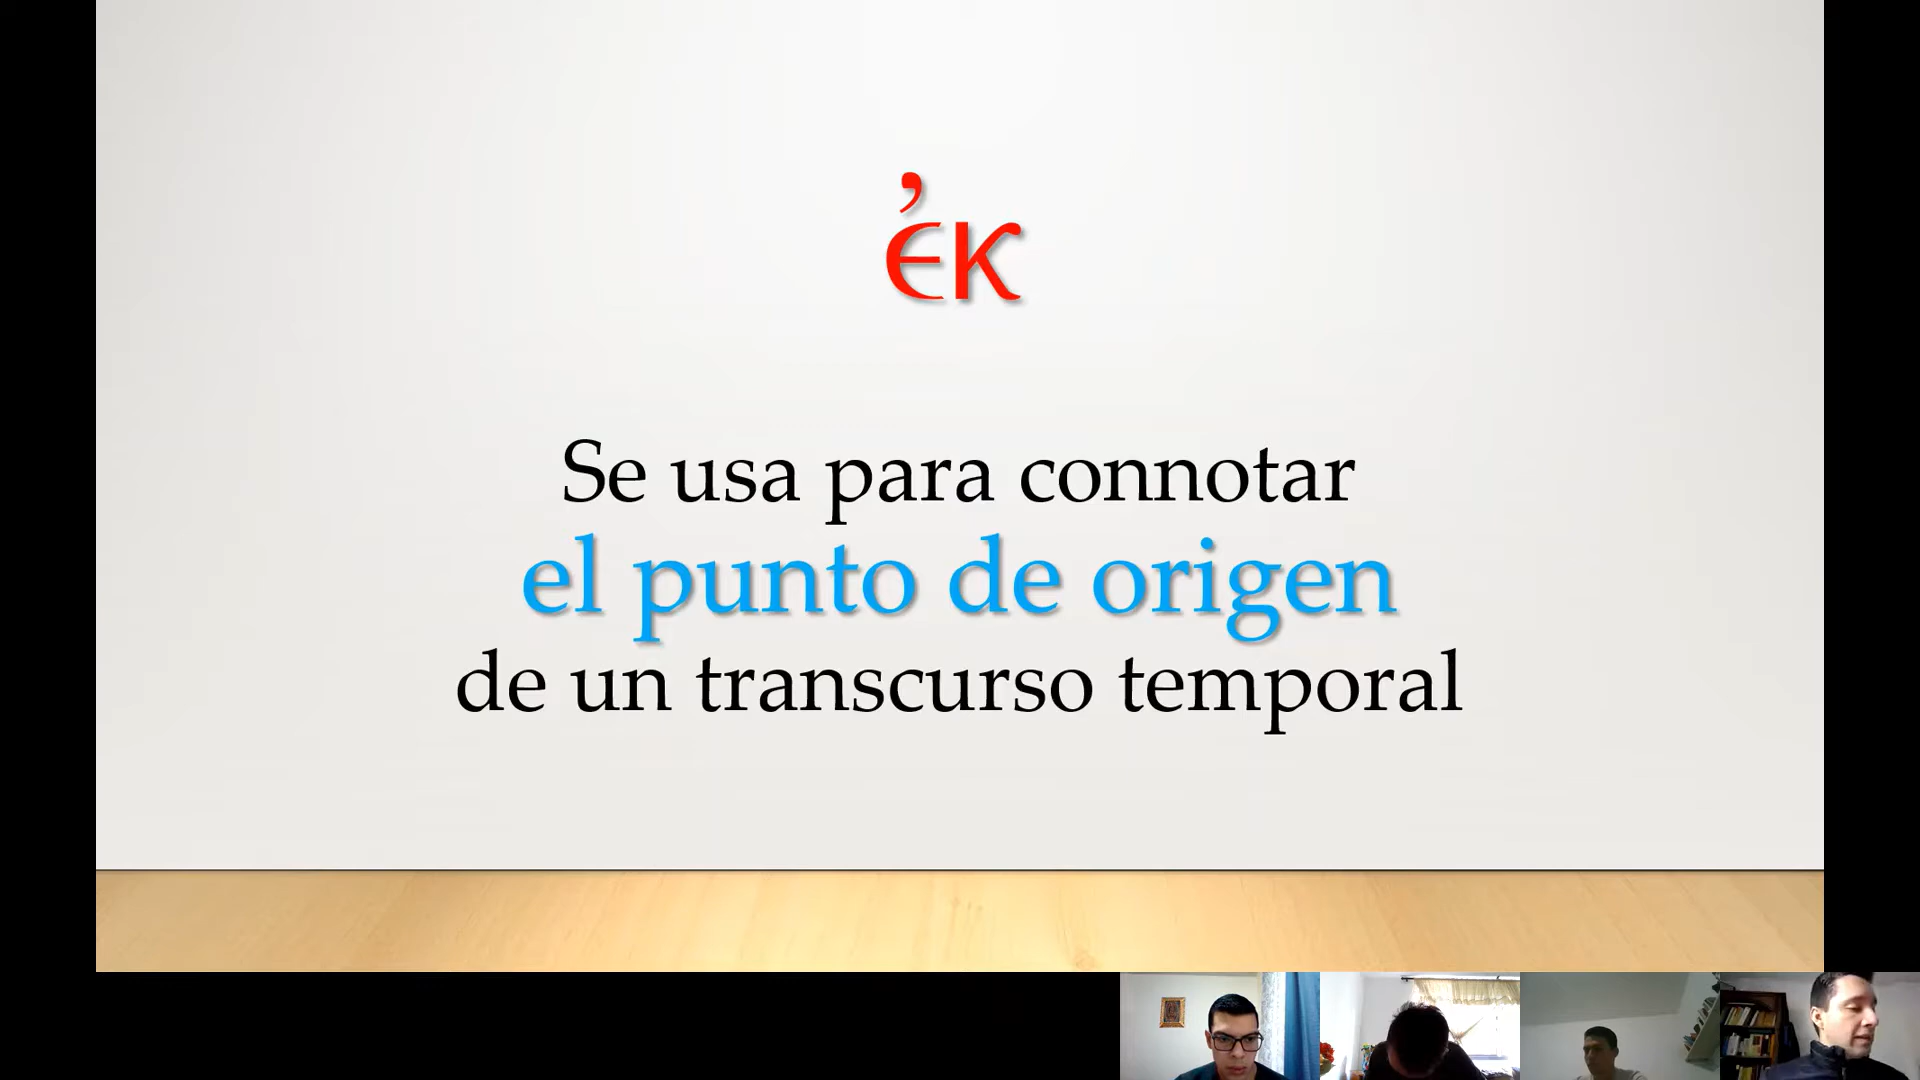 ἐκ
Se usa para connotar
el punto de origen
de un transcurso temporal